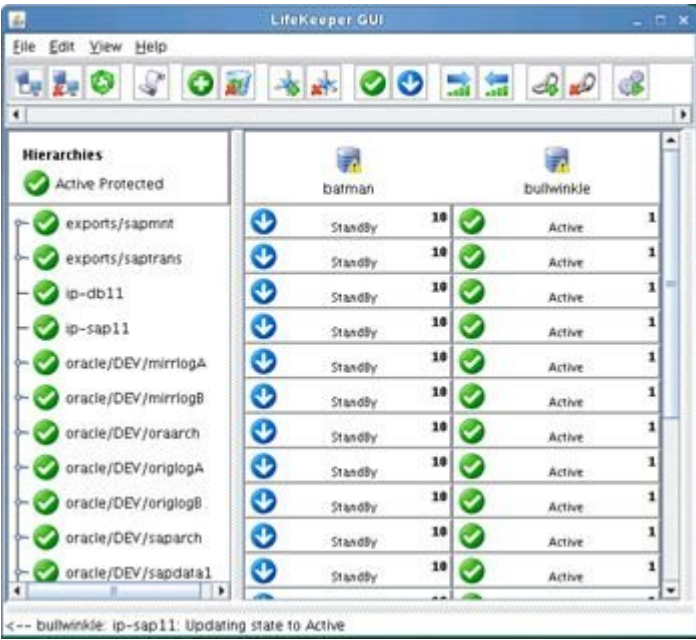 LifeKeeper GUI
File Edit View Help
Hierarchies
Active Protected
batman
bullwinkle
exports/sapmnt StandBy 10 Active 1
exports/saptrans StandBy 10 Active 1
ip-db11 StandBy 10 Active 1
ip-sap11 StandBy 10 Active 1
oracle/DEV/mirrlogA StandBy 10 Active 1
oracle/DEV/mirrlogB StandBy 10 Active 1
oracle/DEV/oraarch StandBy 10 Active 1
oracle/DEV/origlogA StandBy 10 Active 1
oracle/DEV/origlogB StandBy 10 Active 1
oracle/DEV/saparch StandBy 10 Active 1
oracle/DEV/sapdata1 StandBy 10 Active 1
<-- bullwinkle: ip-sap11: Updating state to Active